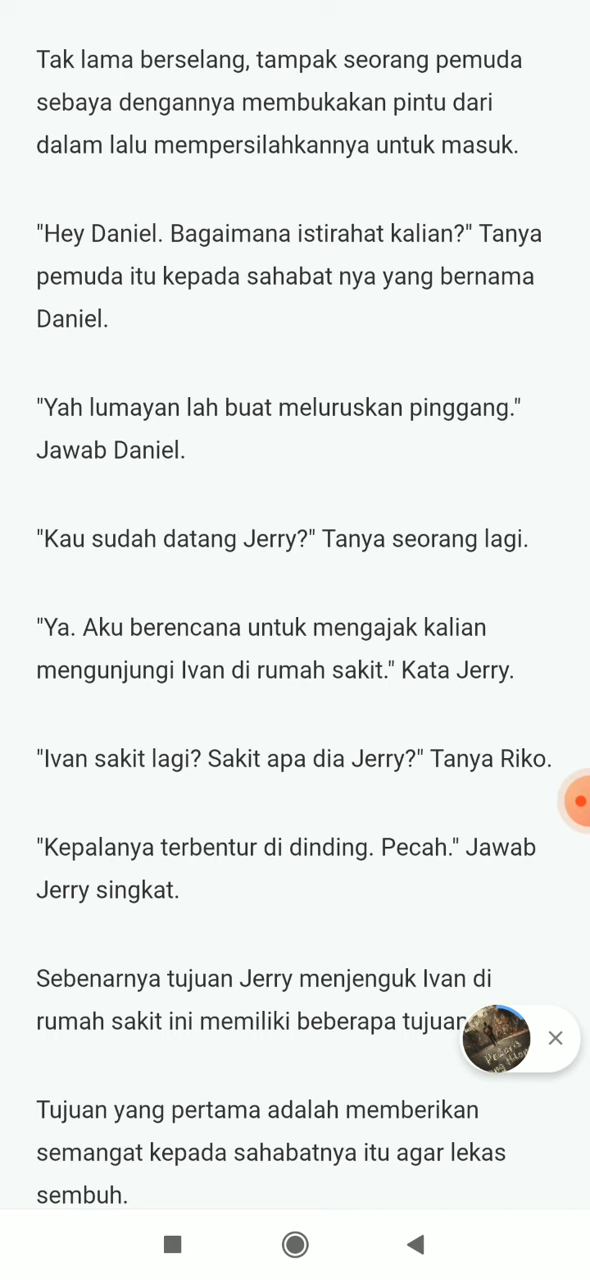 Tak lama berselang, tampak seorang pemuda
sebaya dengannya membukakan pintu dari
dalam lalu mempersilahkannya untuk masuk.
"Hey Daniel. Bagaimana istirahat kalian?" Tanya
pemuda itu kepada sahabat nya yang bernama
Daniel.
"Yah lumayan lah buat meluruskan pinggang."
Jawab Daniel.
"Kau sudah datang Jerry?" Tanya seorang lagi.
"Ya. Aku berencana untuk mengajak kalian
mengunjungi Ivan di rumah sakit." Kata Jerry.
"Ivan sakit lagi? Sakit apa dia Jerry?" Tanya Riko.
"Kepalanya terbentur di dinding. Pecah." Jawab
Jerry singkat.
Sebenarnya tujuan Jerry menjenguk Ivan di
rumah sakit ini memiliki beberapa tujuan
Tujuan yang pertama adalah memberikan
semangat kepada sahabatnya itu agar lekas
sembuh.